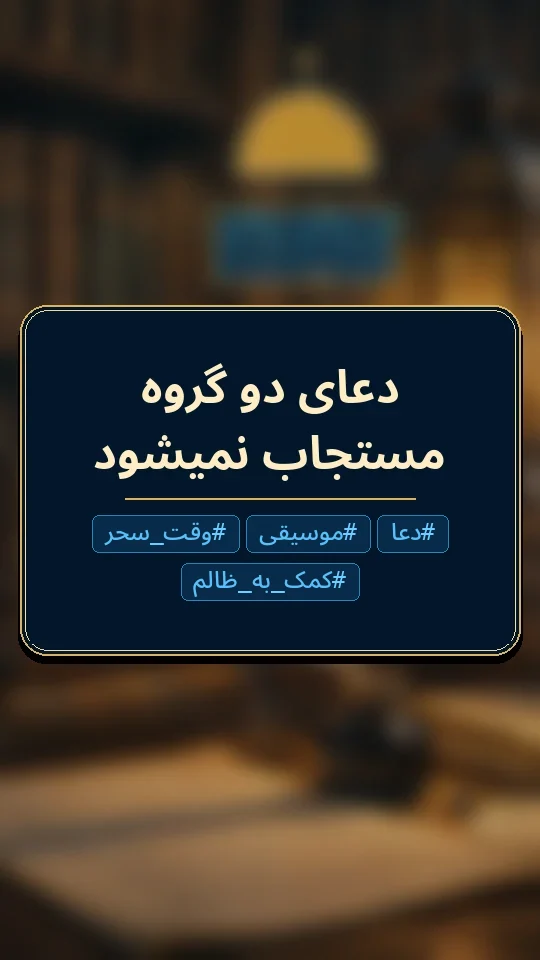 دعای دو گروه
مستجاب نمیشود
#دعا #موسیقی #وقت_سحر
#کمک_به_ظالم